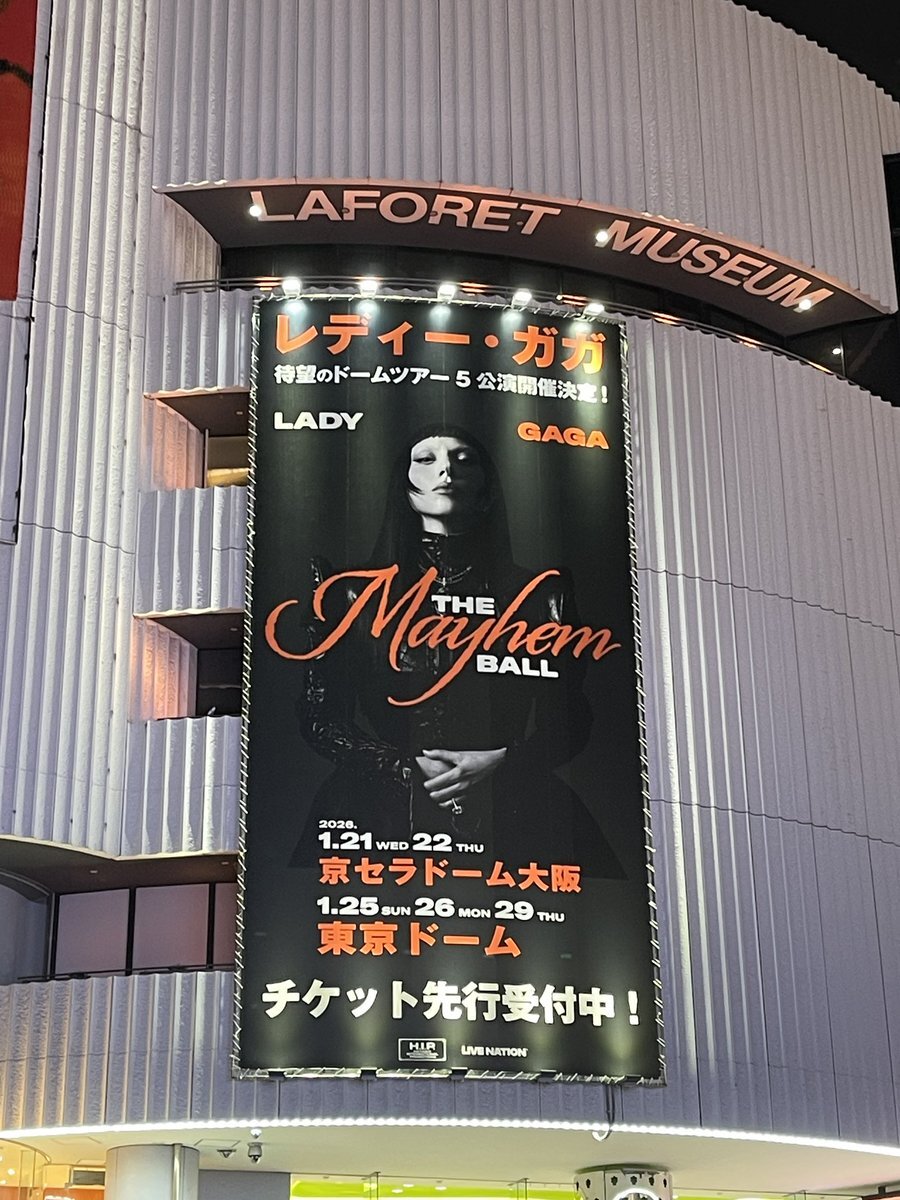 LAFORET MUSEUM
レディー・ガガ
待望のドームツアー5公演開催決定！
LADY GAGA
THE
Mayhem
BALL
2026.
1.21 WED 22 THU
京セラドーム大阪
1.25 SUN 26 MON 29 THU
東京ドーム
チケット先行受付中！
H.I.P. LIVE NATION